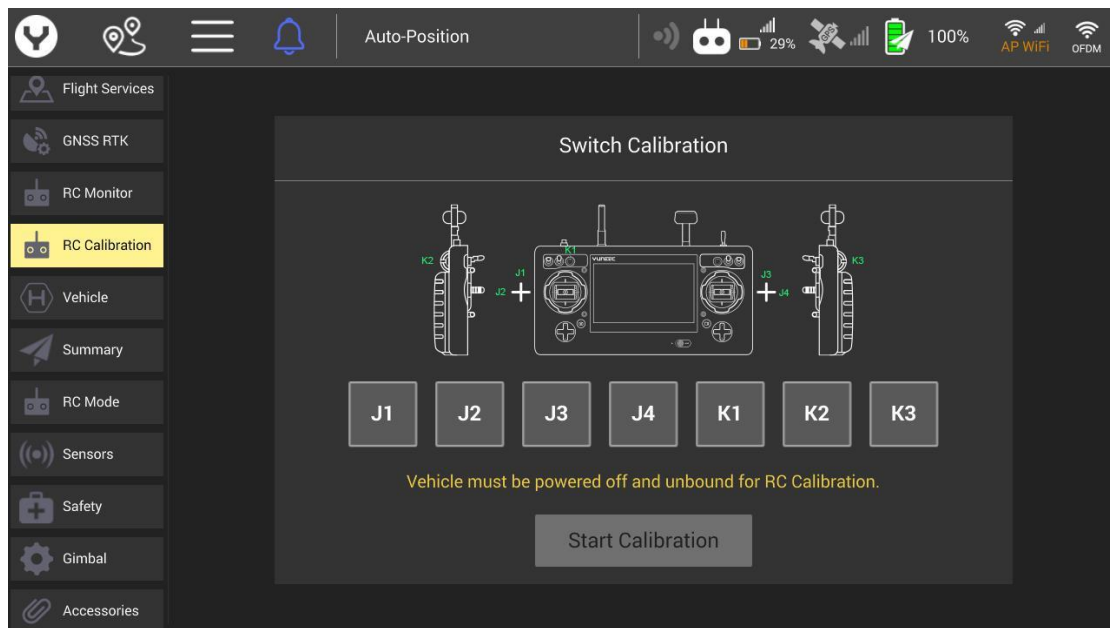 Auto-Position
29%
GPS
100%
AP WiFi
OFDM
Flight Services
GNSS RTK
RC Monitor
RC Calibration
Vehicle
Summary
RC Mode
Sensors
Safety
Gimbal
Accessories
Switch Calibration
K1
YUNEEC
K2
J1
J2
J3
J4
K3
J1 J2 J3 J4 K1 K2 K3
Vehicle must be powered off and unbound for RC Calibration.
Start Calibration